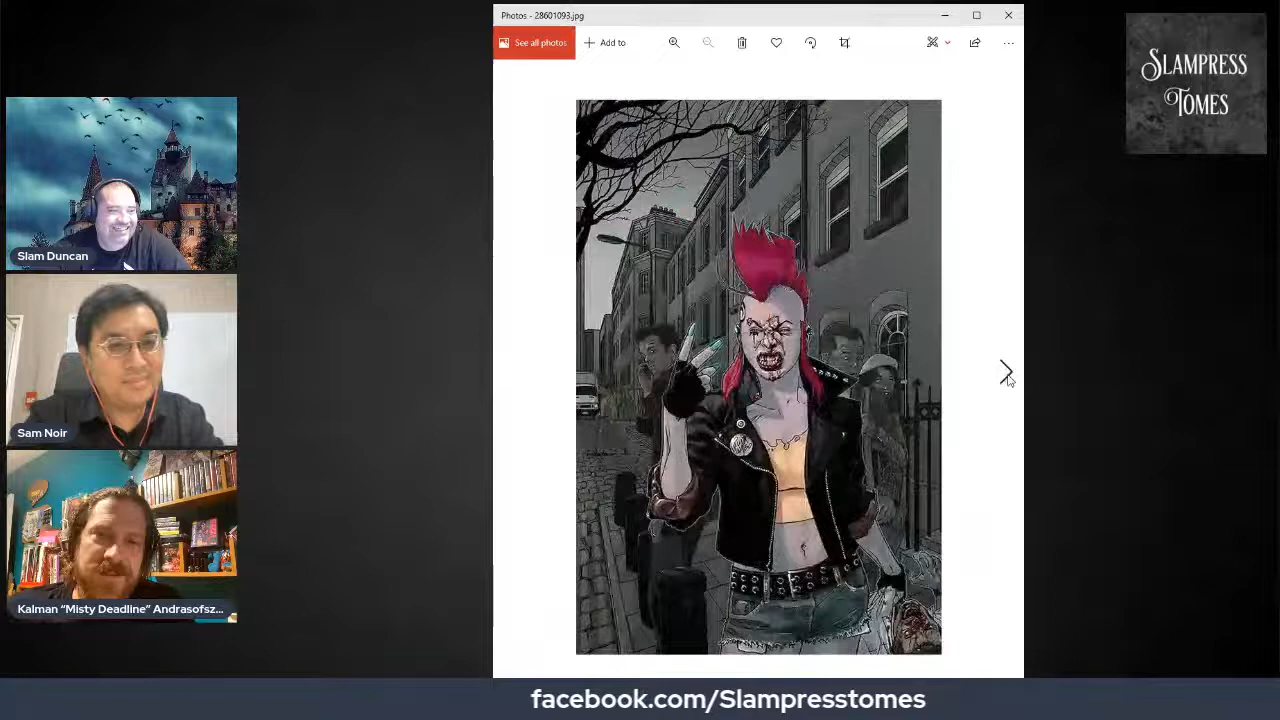 Photos - 28601093.jpg
See all photos
Add to
SLAMPRESS
TOMES
Slam Duncan
Sam Noir
Kalman “Misty Deadline” Andrasofsz...
facebook.com/Slampresstomes